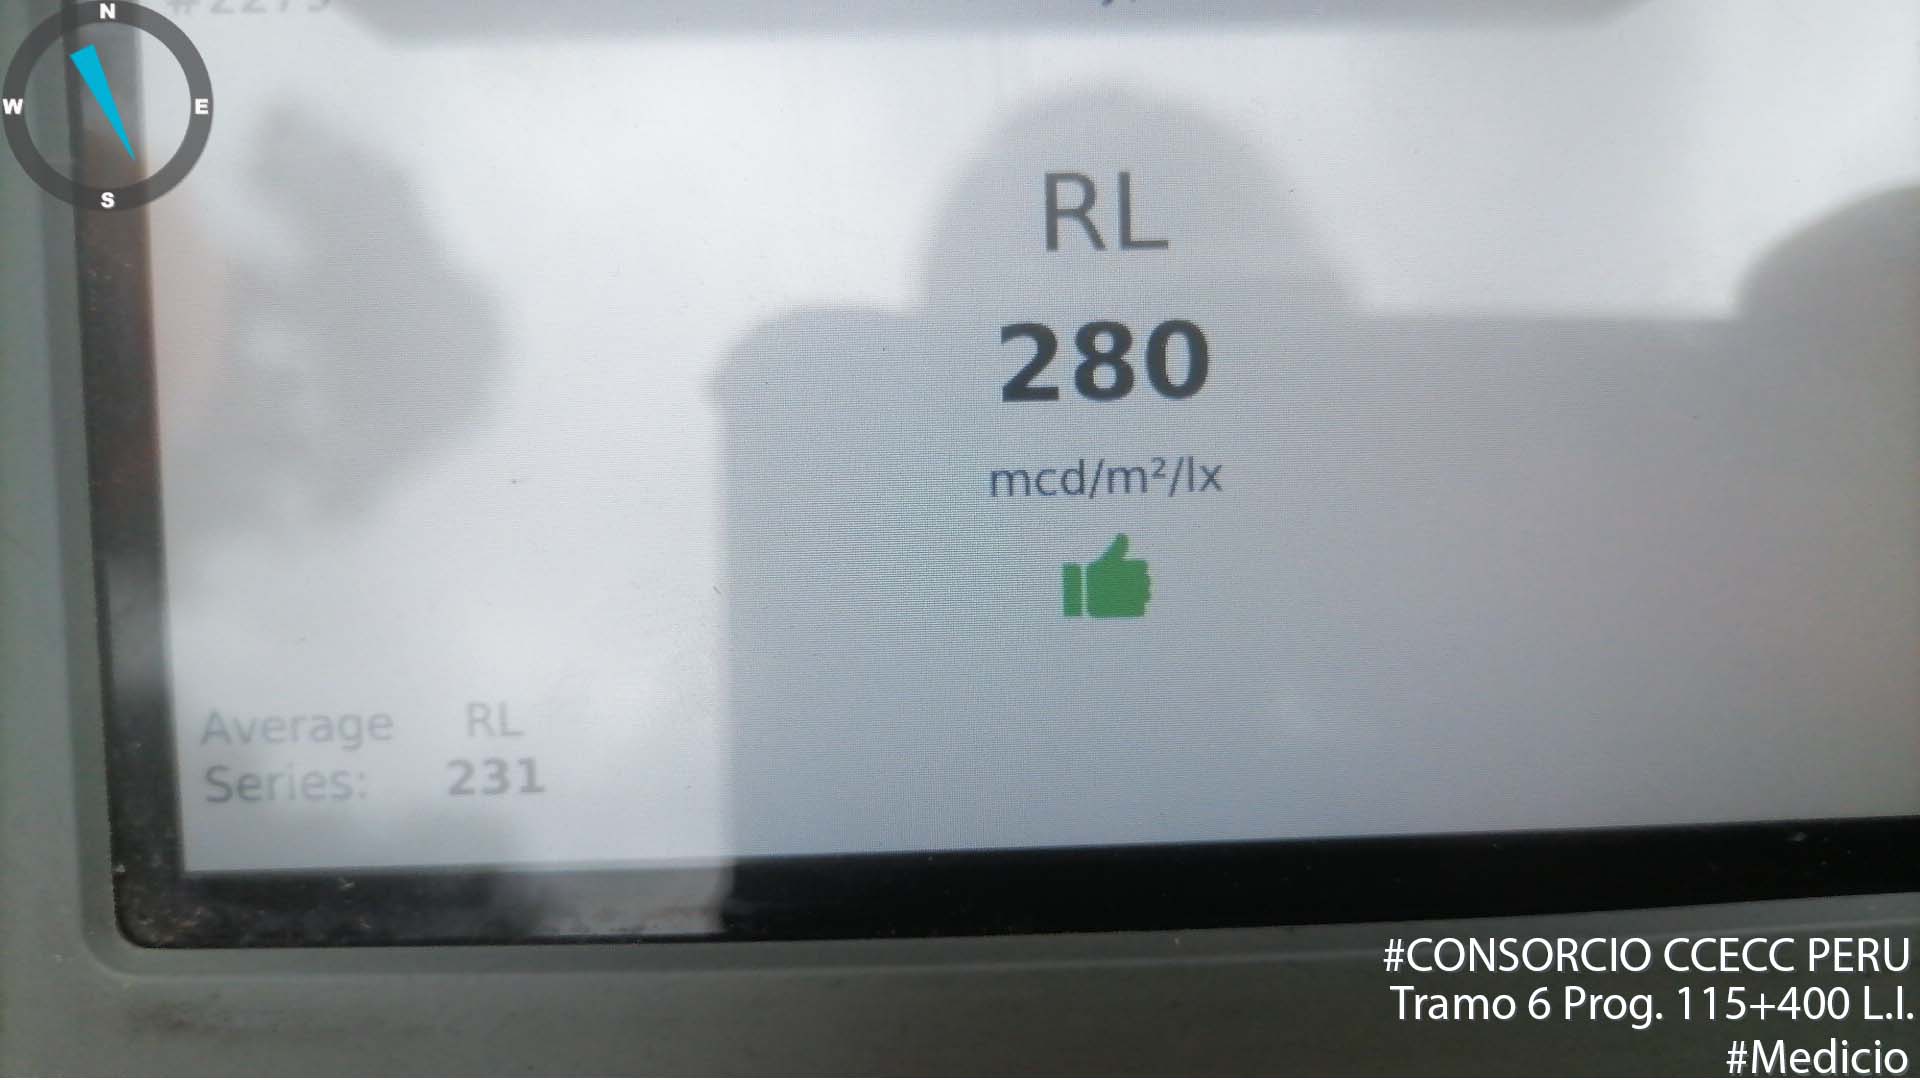 N
W E
S
RL
280
mcd/m²/lx
Average RL
Series: 231
#CONSORCIO CCECC PERU
Tramo 6 Prog. 115+400 L.I.
#Medicio